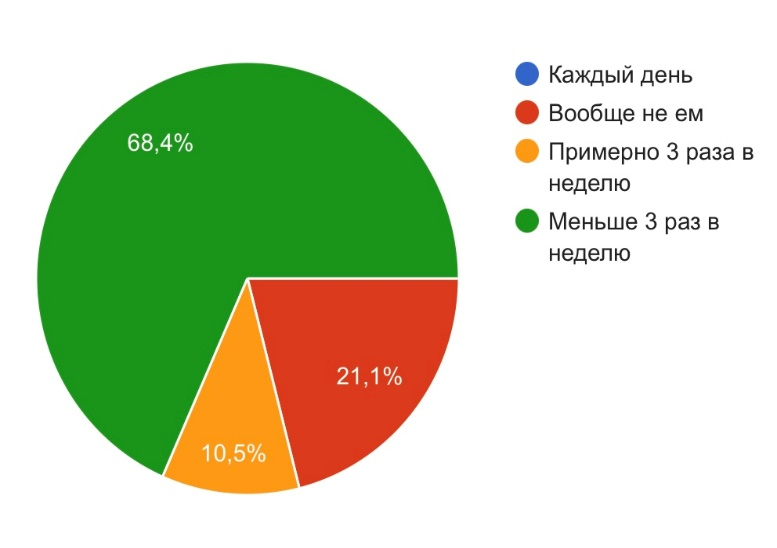 68,4%
21,1%
10,5%
Каждый день
Вообще не ем
Примерно 3 раза в
неделю
Меньше 3 раз в
неделю